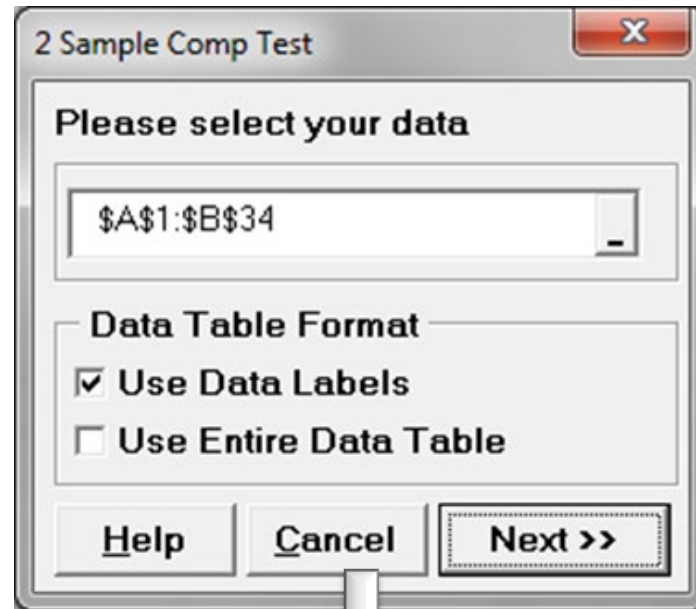 2 Sample Comp Test
Please select your data
$A$1:$B$34
Data Table Format
Use Data Labels
Use Entire Data Table
Help
Cancel
Next >>